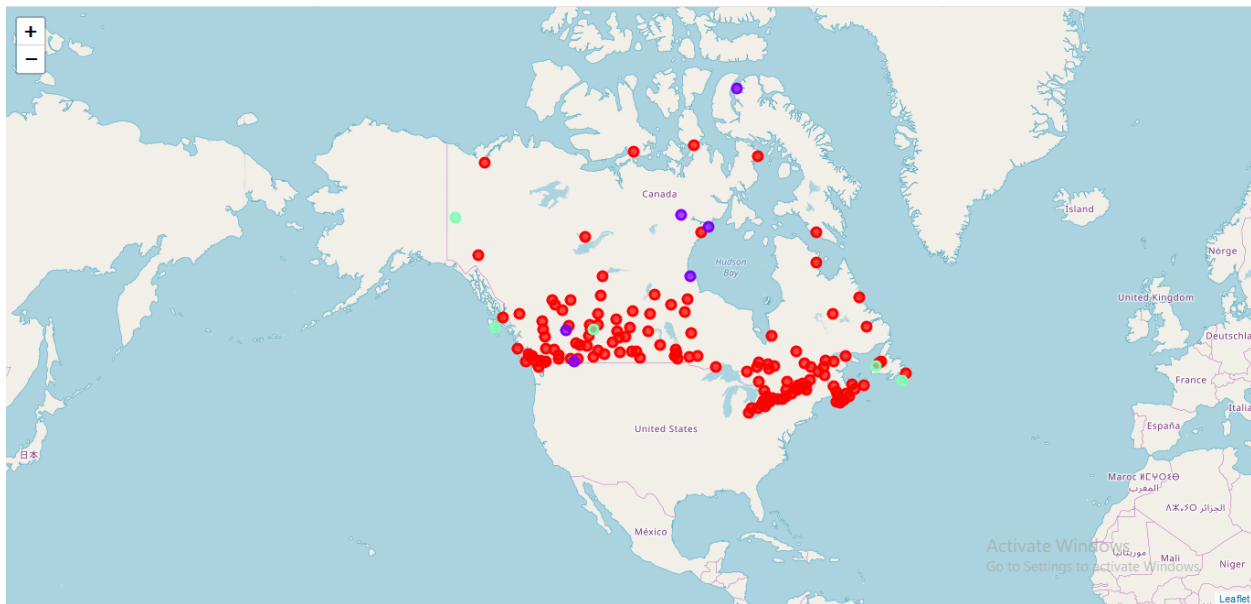 +
−
Canada
Ísland
Hudson
Bay
Norge
United Kingdom
Deutschla
France
Italia
España
United States
日本
Maroc ⵍⵎⵖⵔⵉⴱ
المغرب
الجزائر
México
Activate Windows
موريتانيا
Mali
Niger
Go to Settings to activate Windows.
Leaflet